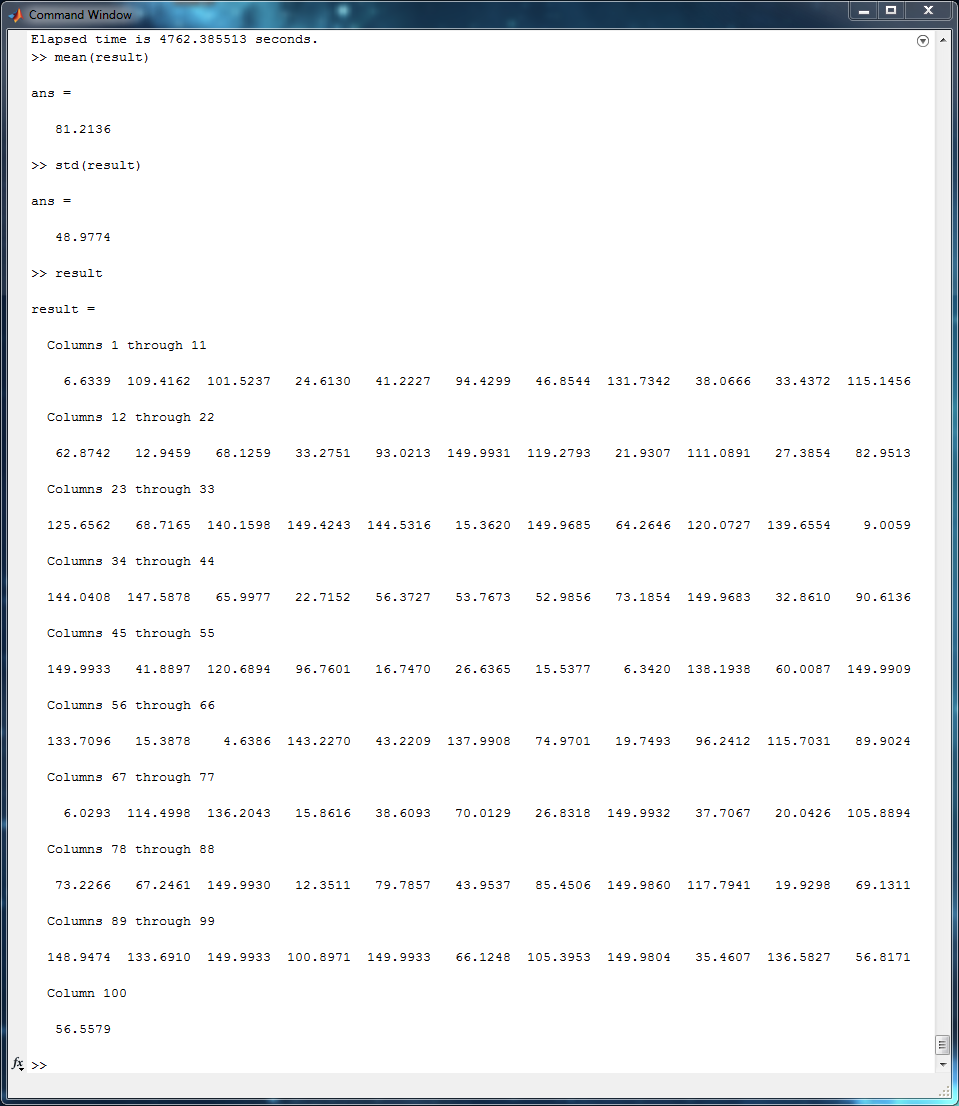 Command Window
Elapsed time is 4762.385513 seconds.
>> mean(result)
ans =
81.2136
>> std(result)
ans =
48.9774
>> result
result =
Columns 1 through 11
6.6339 109.4162 101.5237 24.6130 41.2227 94.4299 46.8544 131.7342 38.0666 33.4372 115.1456
Columns 12 through 22
62.8742 12.9459 68.1259 33.2751 93.0213 149.9931 119.2793 21.9307 111.0891 27.3854 82.9513
Columns 23 through 33
125.6562 68.7165 140.1598 149.4243 144.5316 15.3620 149.9685 64.2646 120.0727 139.6554 9.0059
Columns 34 through 44
144.0408 147.5878 65.9977 22.7152 56.3727 53.7673 52.9856 73.1854 149.9683 32.8610 90.6136
Columns 45 through 55
149.9933 41.8897 120.6894 96.7601 16.7470 26.6365 15.5377 6.3420 138.1938 60.0087 149.9909
Columns 56 through 66
133.7096 15.3878 4.6386 143.2270 43.2209 137.9908 74.9701 19.7493 96.2412 115.7031 89.9024
Columns 67 through 77
6.0293 114.4998 136.2043 15.8616 38.6093 70.0129 26.8318 149.9932 37.7067 20.0426 105.8894
Columns 78 through 88
73.2266 67.2461 149.9930 12.3511 79.7857 43.9537 85.4506 149.9860 117.7941 19.9298 69.1311
Columns 89 through 99
148.9474 133.6910 149.9933 100.8971 149.9933 66.1248 105.3953 149.9804 35.4607 136.5827 56.8171
Column 100
56.5579
fx >>